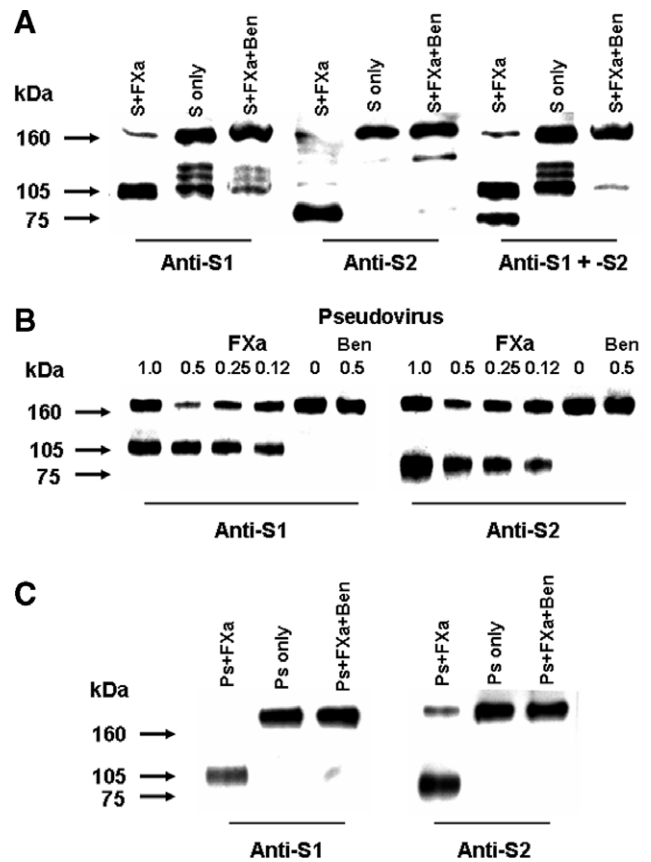 A
kDa
S+FXa
S only
S+FXa+Ben
S+FXa
S only
S+FXa+Ben
S+FXa
S only
S+FXa+Ben
160
105
75
Anti-S1 Anti-S2 Anti-S1 + -S2
B
Pseudovirus
FXa Ben FXa Ben
kDa 1.0 0.5 0.25 0.12 0 0.5 1.0 0.5 0.25 0.12 0 0.5
160
105
75
Anti-S1 Anti-S2
C
kDa
Ps+FXa
Ps only
Ps+FXa+Ben
Ps+FXa
Ps only
Ps+FXa+Ben
160
105
75
Anti-S1 Anti-S2